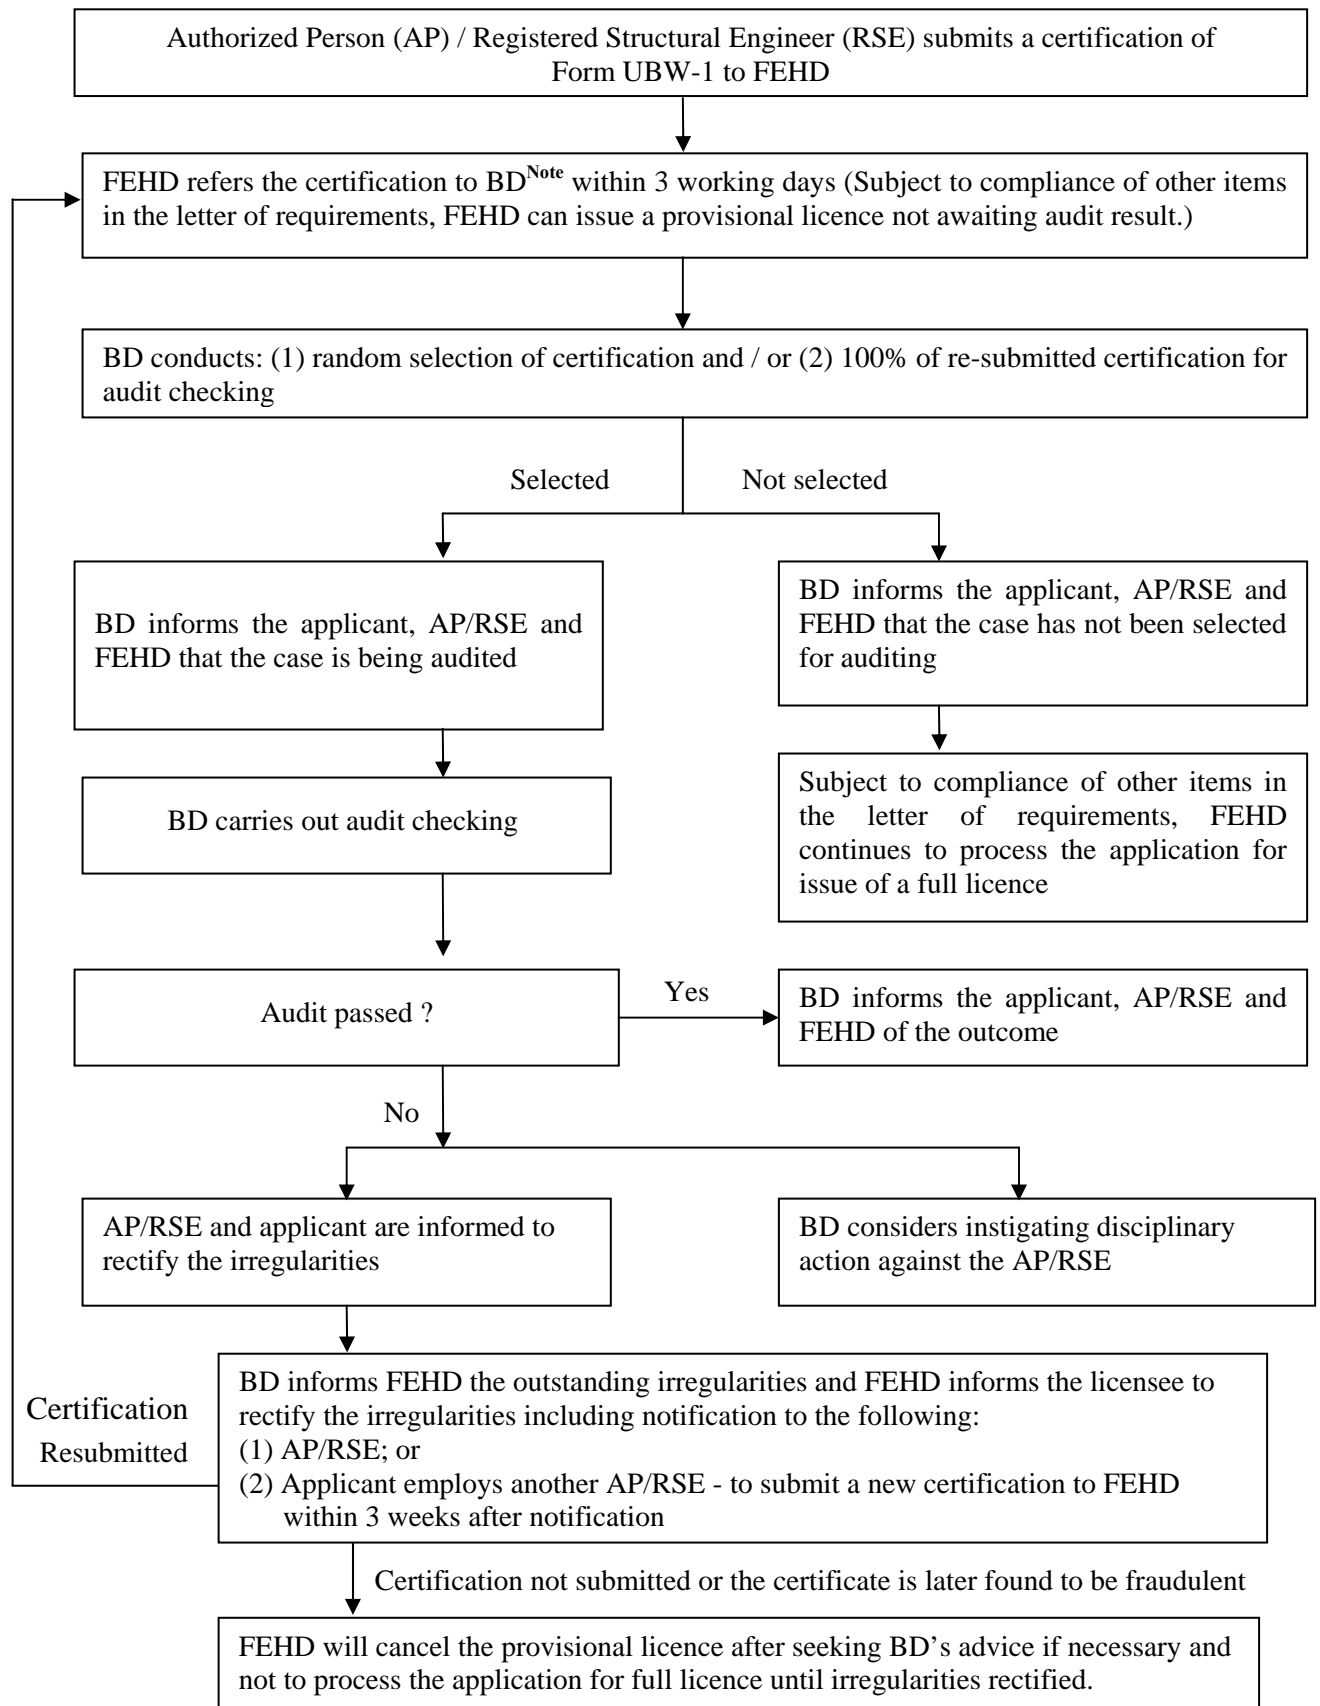 Authorized Person (AP) / Registered Structural Engineer (RSE) submits a certification of
Form UBW-1 to FEHD
FEHD refers the certification to BDNote within 3 working days (Subject to compliance of other items
in the letter of requirements, FEHD can issue a provisional licence not awaiting audit result.)
BD conducts: (1) random selection of certification and / or (2) 100% of re-submitted certification for
audit checking
Selected
Not selected
BD informs the applicant, AP/RSE and
FEHD that the case is being audited
BD informs the applicant, AP/RSE and
FEHD that the case has not been selected
for auditing
BD carries out audit checking
Subject to compliance of other items in
the letter of requirements, FEHD
continues to process the application for
issue of a full licence
Audit passed ?
Yes
BD informs the applicant, AP/RSE and
FEHD of the outcome
No
AP/RSE and applicant are informed to
rectify the irregularities
BD considers instigating disciplinary
action against the AP/RSE
Certification
Resubmitted
BD informs FEHD the outstanding irregularities and FEHD informs the licensee to
rectify the irregularities including notification to the following:
(1) AP/RSE; or
(2) Applicant employs another AP/RSE - to submit a new certification to FEHD
within 3 weeks after notification
Certification not submitted or the certificate is later found to be fraudulent
FEHD will cancel the provisional licence after seeking BD’s advice if necessary and
not to process the application for full licence until irregularities rectified.